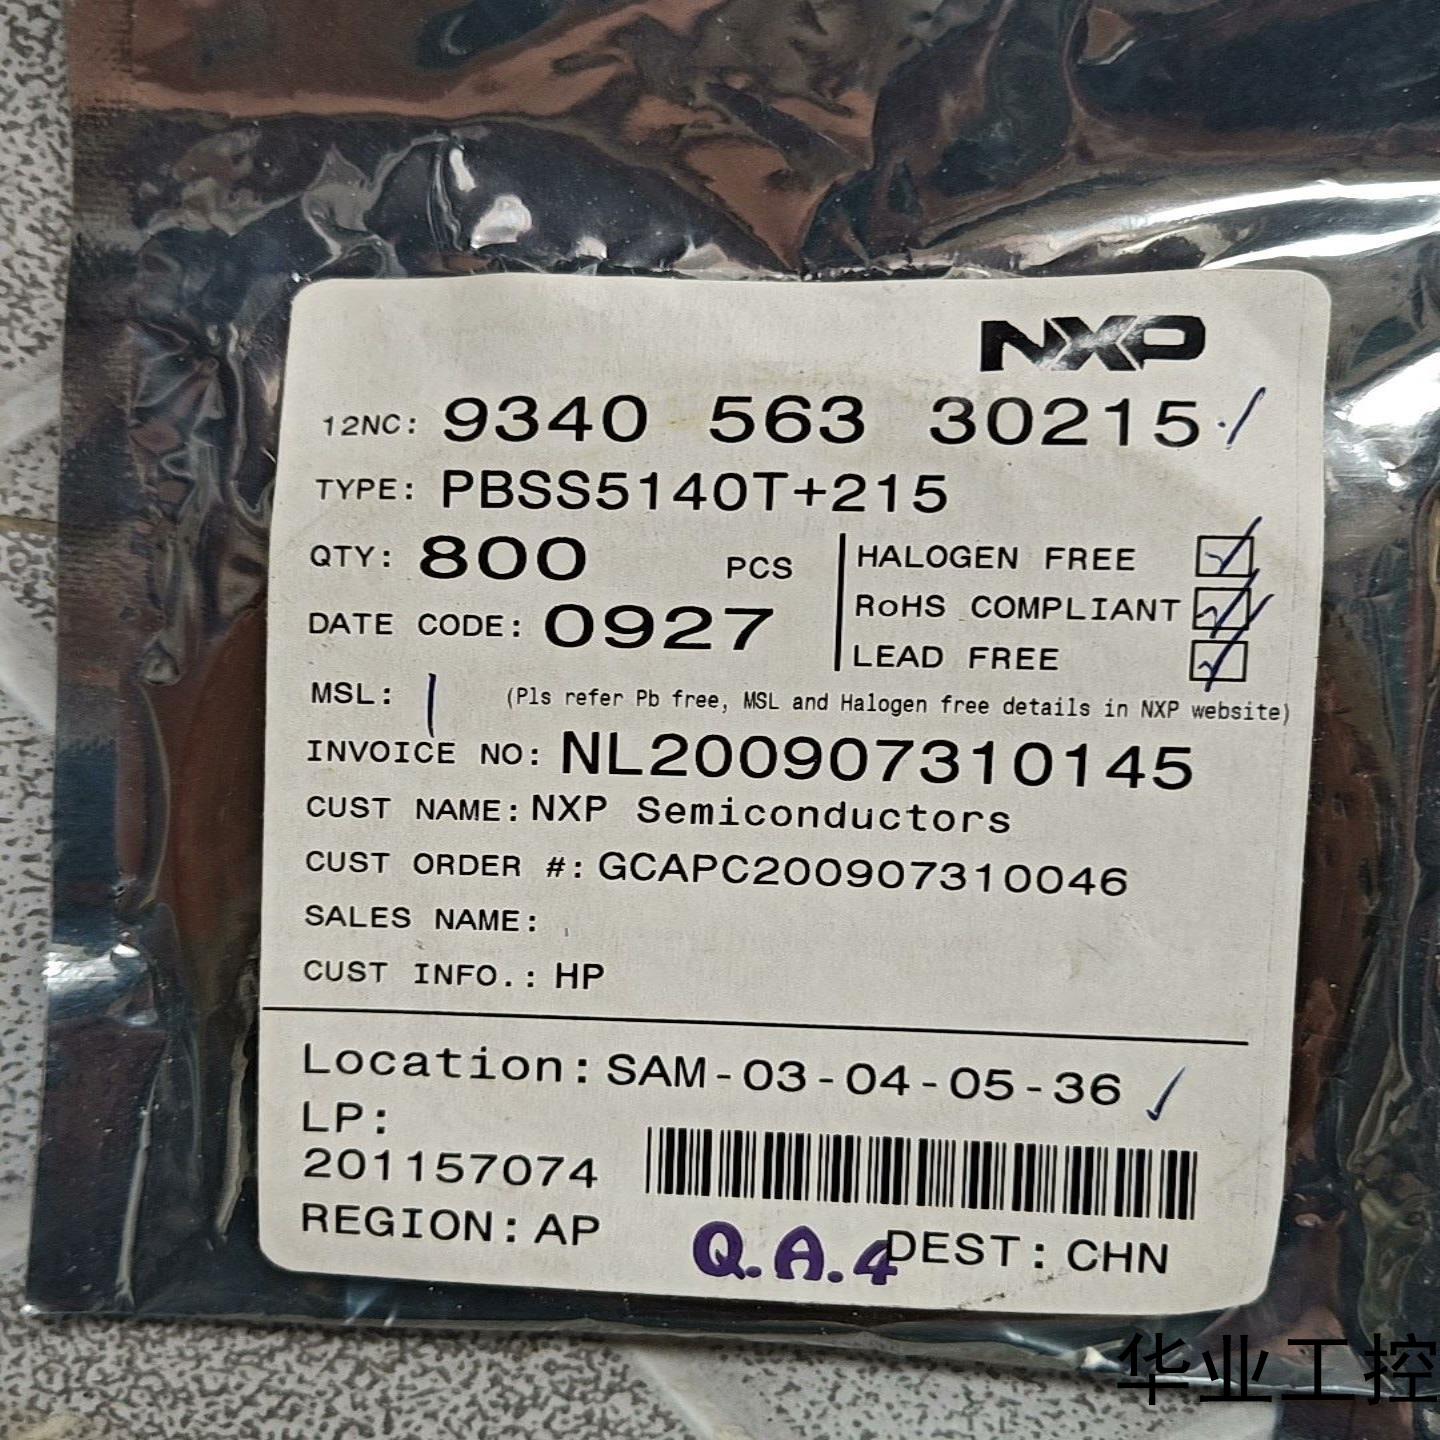 NXP
12NC: 9340 563 30215
TYPE: PBSS5140T+215
QTY: 800 PCS
HALOGEN FREE
DATE CODE: 0927
RoHS COMPLIANT
LEAD FREE
MSL: 1 (Pls refer Pb free, MSL and Halogen free details in NXP website)
INVOICE NO: NL200907310145
CUST NAME: NXP Semiconductors
CUST ORDER #: GCAPC200907310046
SALES NAME:
CUST INFO.: HP
Location: SAM-03-04-05-36
LP:
201157074
REGION: AP
Q.A.4
DEST: CHN
华业工控